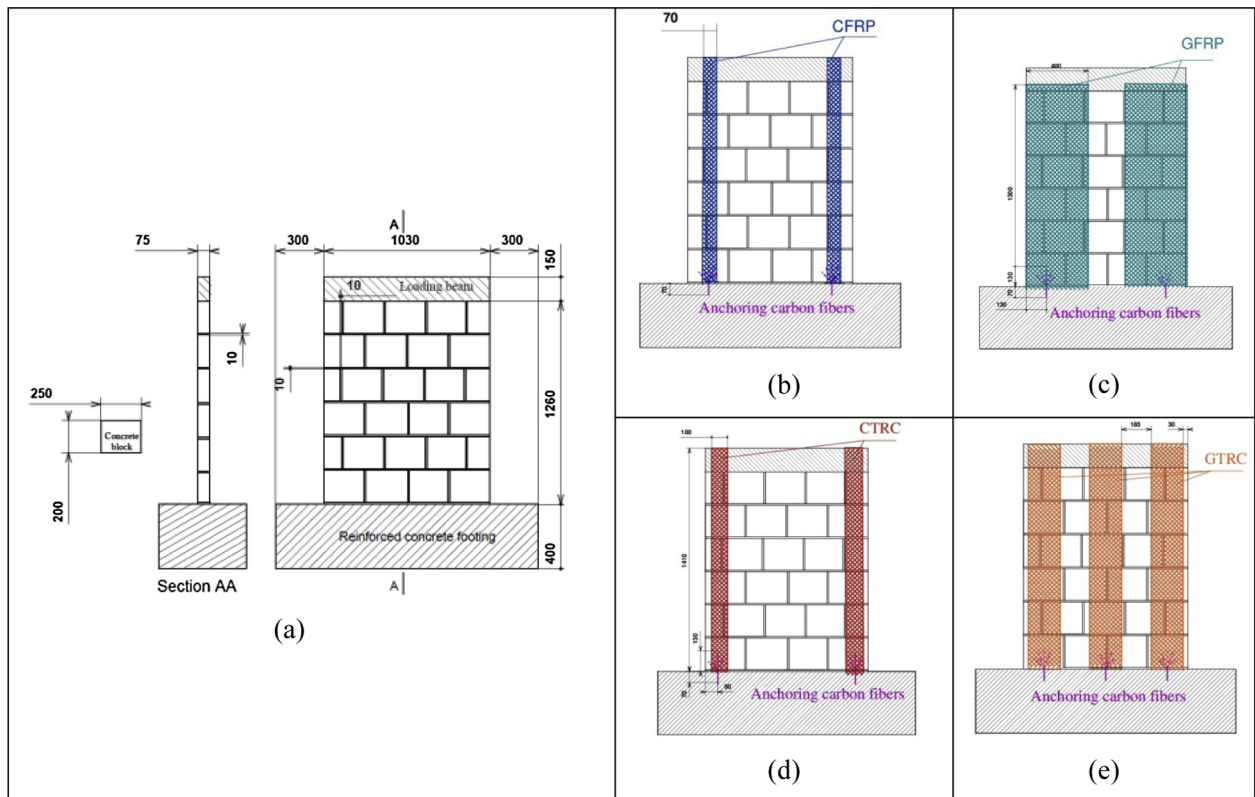 A
75
300
1030
300
150
10
Loading beam
10
10
250
Concrete
block
200
1260
Reinforced concrete footing
400
Section AA
A
(a)
70
CFRP
70
Anchoring carbon fibers
(b)
GFRP
1300
130
70
130
Anchoring carbon fibers
(c)
100
CTRC
1410
130
70
Anchoring carbon fibers
(d)
185
30
GTRC
Anchoring carbon fibers
(e)